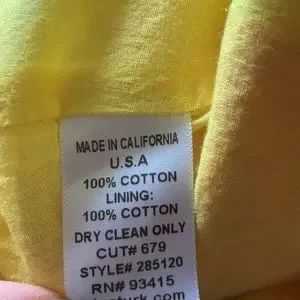 MADE IN CALIFORNIA
U.S.A
100% COTTON
LINING:
100% COTTON
DRY CLEAN ONLY
CUT# 679
STYLE# 285120
RN# 93415